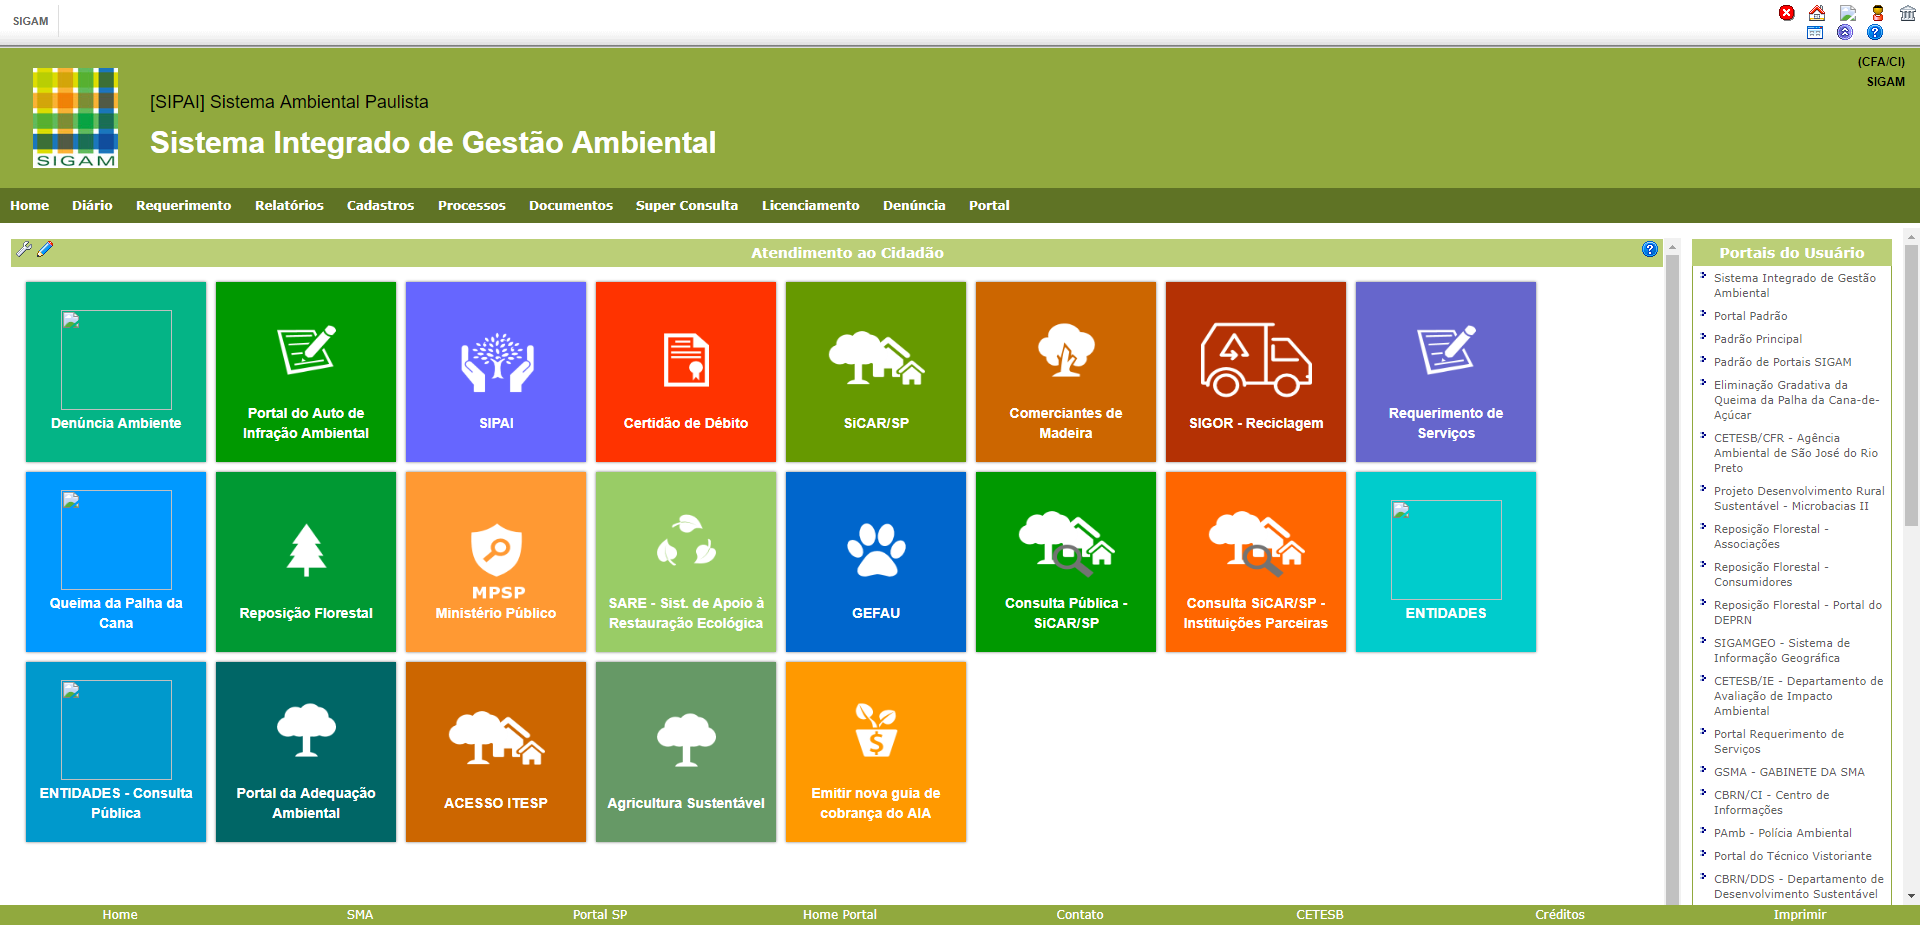 SIGAM
(CFA/CI)
SIGAM
SIGAM
[SIPAI] Sistema Ambiental Paulista
Sistema Integrado de Gestão Ambiental
Home Diário Requerimento Relatórios Cadastros Processos Documentos Super Consulta Licenciamento Denúncia Portal
Atendimento ao Cidadão
Denúncia Ambiente
Portal do Auto de
Infração Ambiental
SIPAI
Certidão de Débito
SiCAR/SP
Comerciantes de
Madeira
SIGOR - Reciclagem
Requerimento de
Serviços
Queima da Palha da
Cana
Reposição Florestal
MPSP
Ministério Público
SARE - Sist. de Apoio à
Restauração Ecológica
GEFAU
Consulta Pública -
SiCAR/SP
Consulta SiCAR/SP -
Instituições Parceiras
ENTIDADES
ENTIDADES - Consulta
Pública
Portal da Adequação
Ambiental
ACESSO ITESP
Agricultura Sustentável
Emitir nova guia de
cobrança do AIA
Portais do Usuário
Sistema Integrado de Gestão
Ambiental
Portal Padrão
Padrão Principal
Padrão de Portais SIGAM
Eliminação Gradativa da
Queima da Palha da Cana-de-
Açúcar
CETESB/CFR - Agência
Ambiental de São José do Rio
Preto
Projeto Desenvolvimento Rural
Sustentável - Microbacias II
Reposição Florestal -
Associações
Reposição Florestal -
Consumidores
Reposição Florestal - Portal do
DEPRN
SIGAMGEO - Sistema de
Informação Geográfica
CETESB/IE - Departamento de
Avaliação de Impacto
Ambiental
Portal Requerimento de
Serviços
GSMA - GABINETE DA SMA
CBRN/CI - Centro de
Informações
PAmb - Polícia Ambiental
Portal do Técnico Vistoriante
CBRN/DDS - Departamento de
Desenvolvimento Sustentável
Home SMA Portal SP Home Portal Contato CETESB Créditos Imprimir